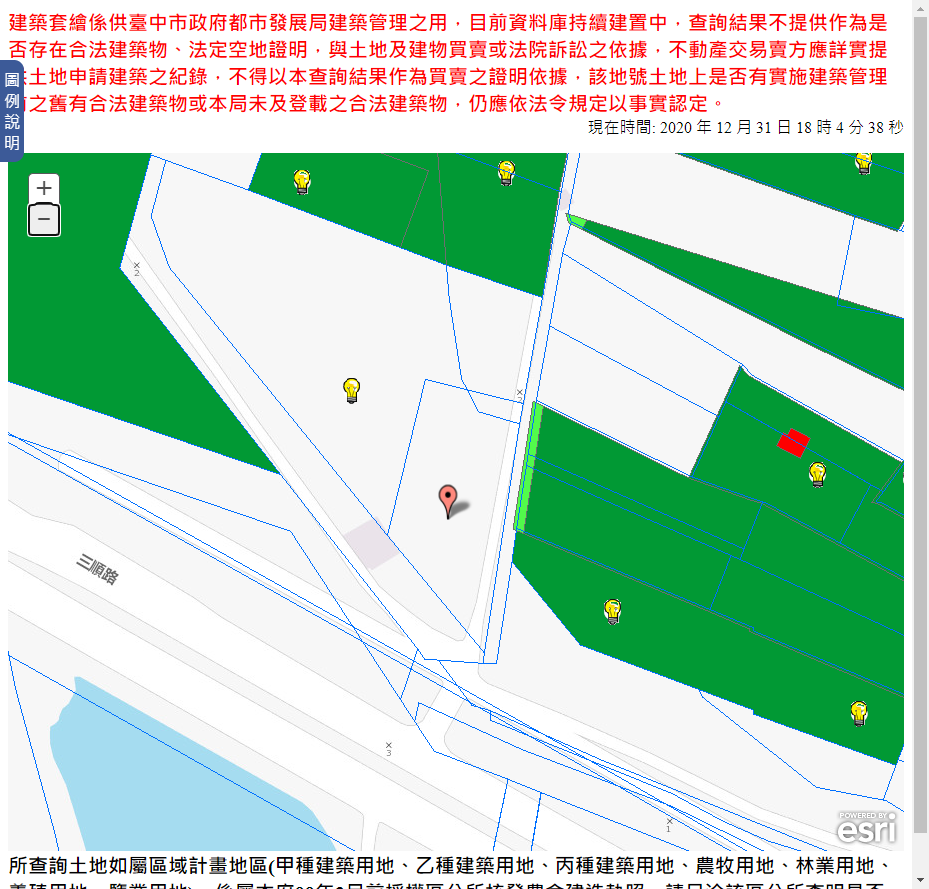 建築套繪係供臺中市政府都市發展局建築管理之用，目前資料庫持續建置中，查詢結果不提供作為是
否存在合法建築物、法定空地證明，與土地及建物買賣或法院訴訟之依據，不動產交易賣方應詳實提
土地申請建築之紀錄，不得以本查詢結果作為買賣之證明依據，該地號土地上是否有實施建築管理
之舊有合法建築物或本局未及登載之合法建築物，仍應依法令規定以事實認定。
圖例說明
現在時間: 2020 年 12 月 31 日 18 時 4 分 38 秒
+
−
2
2
三順路
3
1
POWERED BY
esri
所查詢土地如屬區域計畫地區(甲種建築用地、乙種建築用地、丙種建築用地、農牧用地、林業用地、